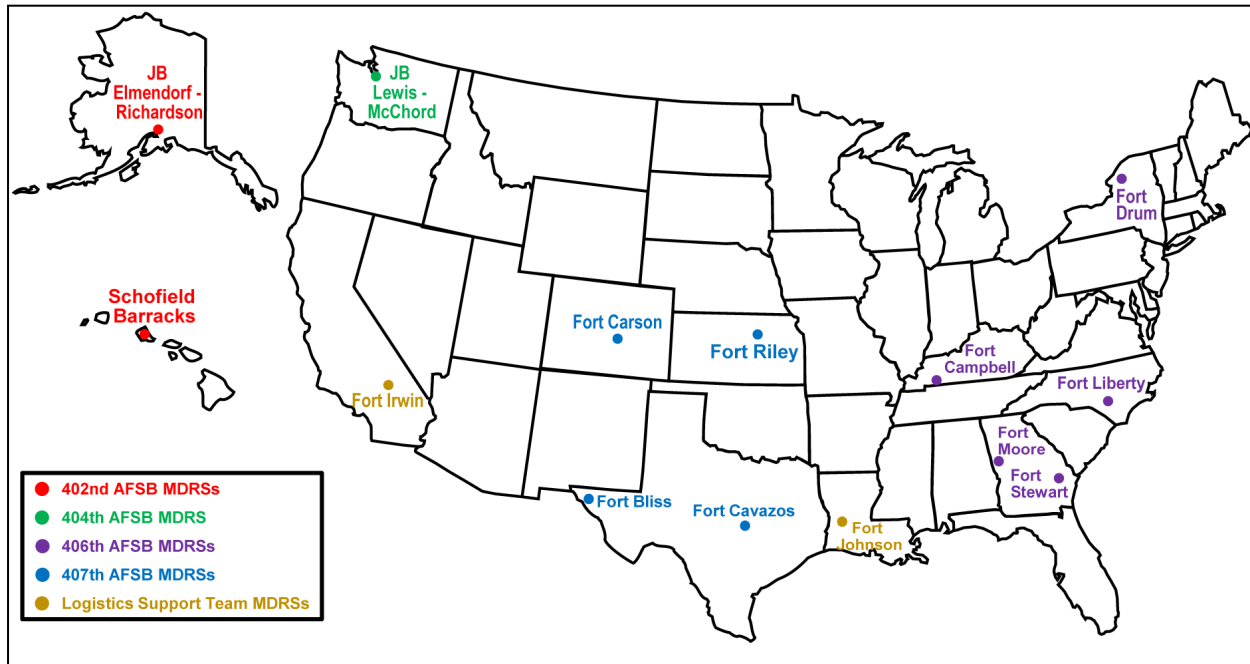 JB
Elmendorf -
Richardson
JB
Lewis -
McChord
Fort
Drum
Schofield
Barracks
Fort Carson
Fort Riley
Fort
Campbell
Fort Irwin
Fort Liberty
Fort
Moore
Fort
Stewart
Fort Bliss
Fort Cavazos
Fort
Johnson
402nd AFSB MDRSs
404th AFSB MDRS
406th AFSB MDRSs
407th AFSB MDRSs
Logistics Support Team MDRSs